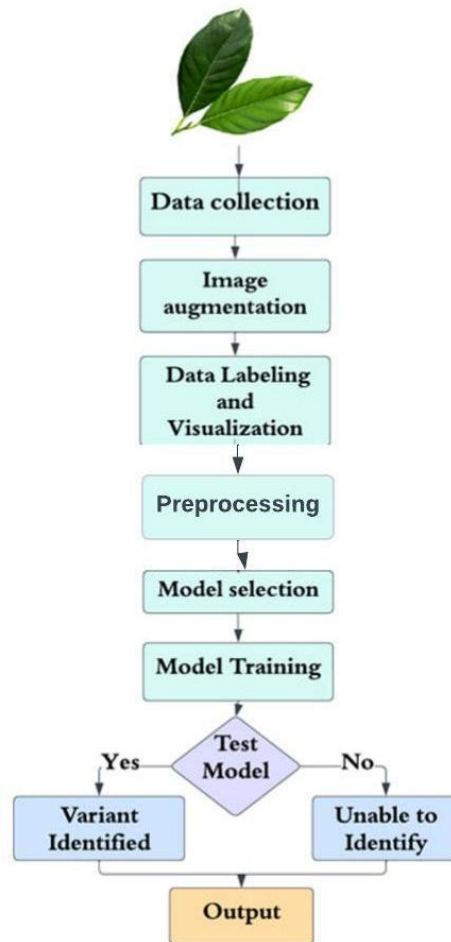 Data collection
Image
augmentation
Data Labeling
and
Visualization
Preprocessing
Model selection
Model Training
Test
Model
Yes
No
Variant
Identified
Unable to
Identify
Output